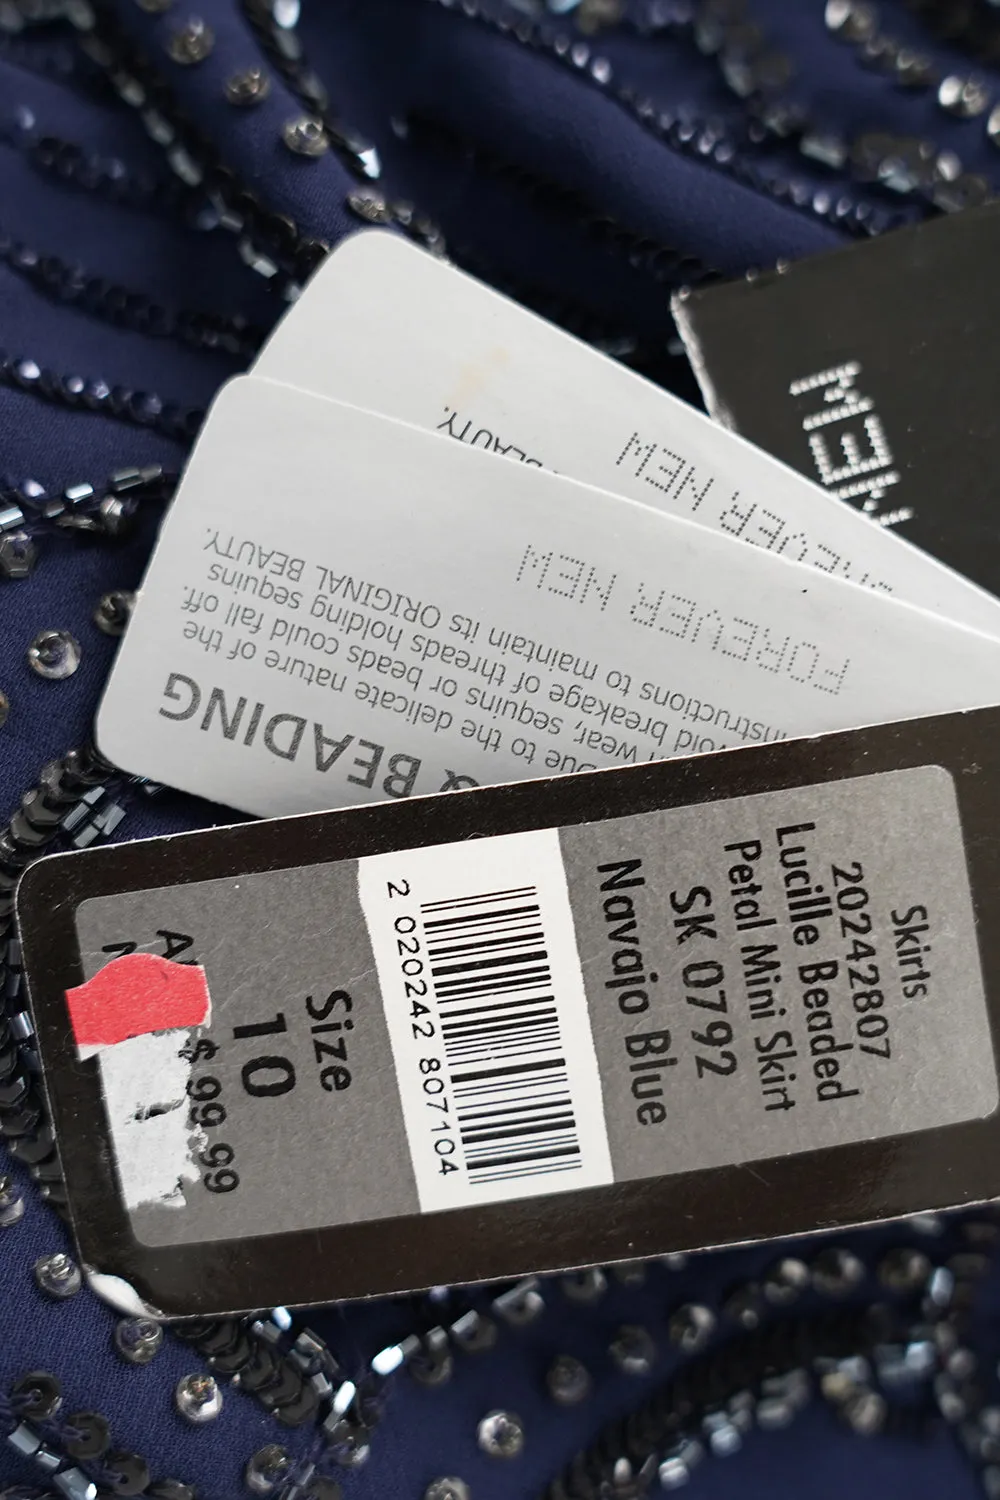 Skirts
20242807
Lucille Beaded
Petal Mini Skirt
SK 0792
Navajo Blue
2 020242 807104
Size
10
$ 99.99
& BEADING
Due to the delicate nature of the
wear, sequins or beads could fall off.
breakage of threads holding sequins
instructions to maintain its ORIGINAL BEAUTY.
FOREVER NEW
BEAUTY.
REVER NEW
NEW